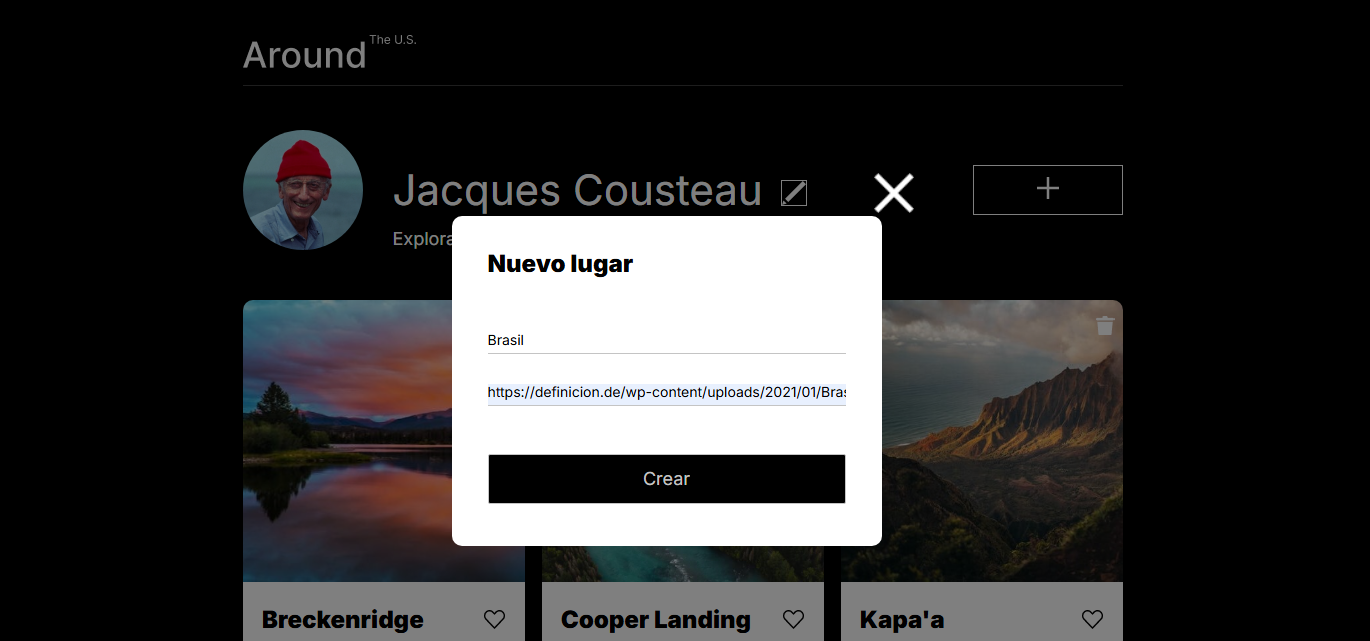 Around The U.S.
Jacques Cousteau
Explora
Nuevo lugar
Brasil
https://definicion.de/wp-content/uploads/2021/01/Bras
Crear
Breckenridge
Cooper Landing
Kapa'a